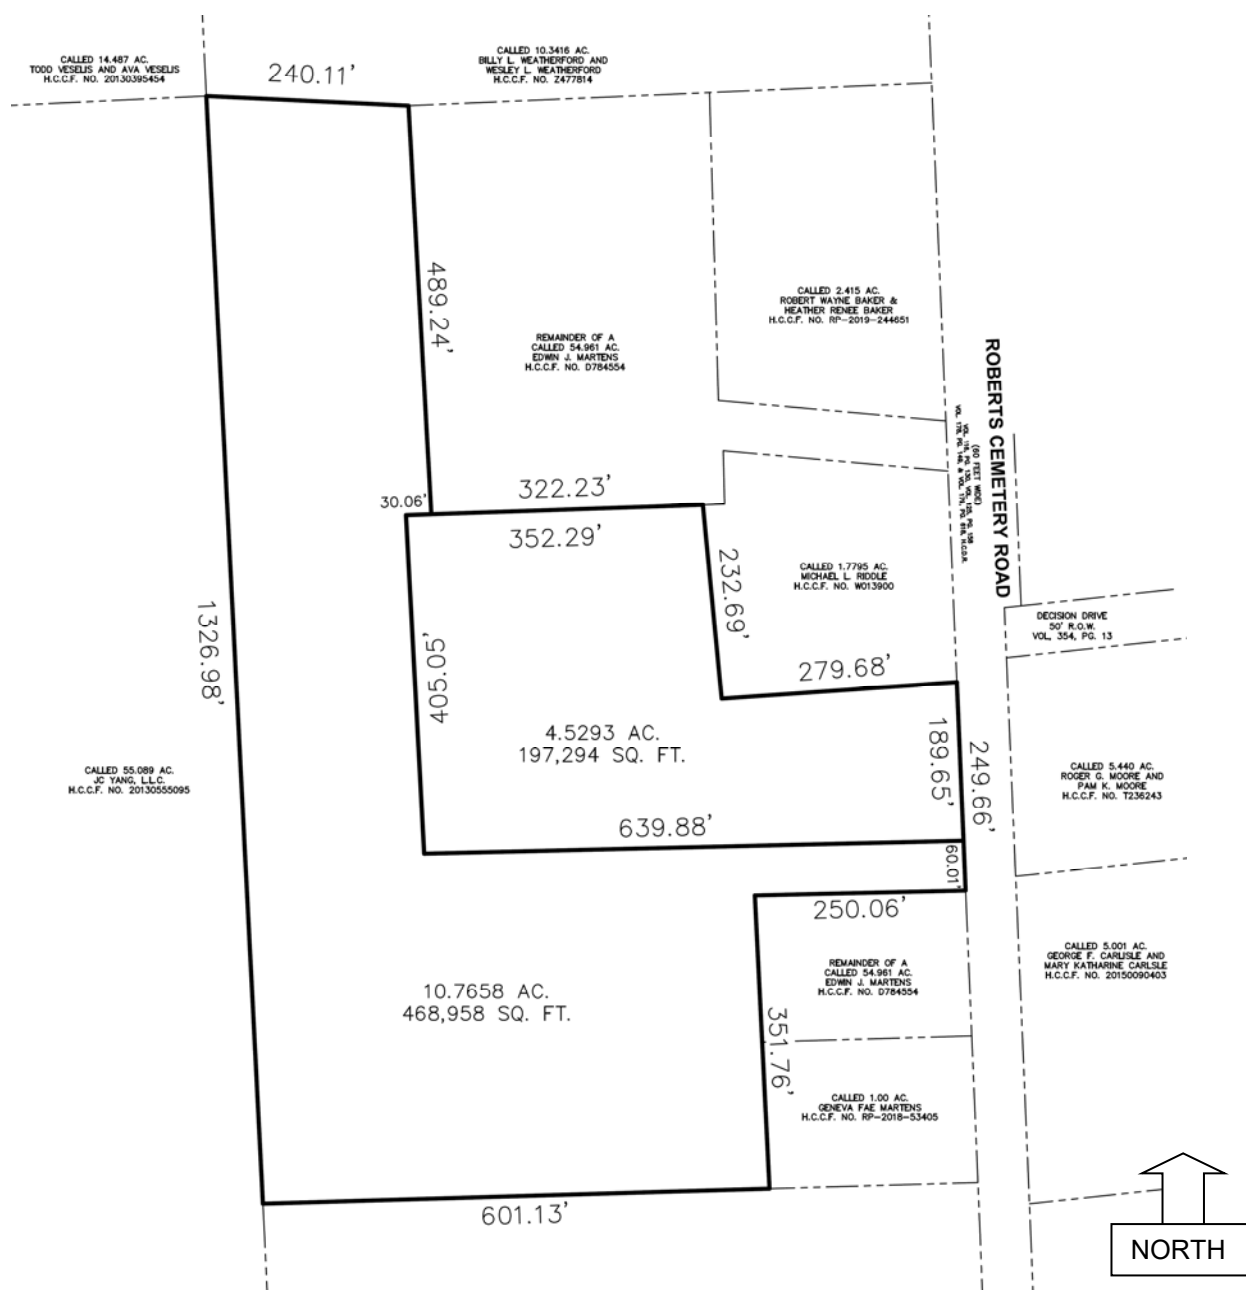 CALLED 14.487 AC.
TODD VESELIS AND AVA VESELIS
H.C.C.F. NO. 20130395454
240.11'
CALLED 10.3416 AC.
BILLY L. WEATHERFORD AND
WESLEY L. WEATHERFORD
H.C.C.F. NO. Z477814
489.24'
REMAINDER OF A
CALLED 54.961 AC.
EDWIN J. MARTENS
H.C.C.F. NO. D784554
CALLED 2.415 AC.
ROBERT WAYNE BAKER &
HEATHER RENEE BAKER
H.C.C.F. NO. RP-2019-244651
ROBERTS CEMETERY ROAD
(60 FEET WIDE)
30.06'
322.23'
352.29'
232.69'
CALLED 1.7795 AC.
MICHAEL L. RIDDLE
H.C.C.F. NO. W013900
DECISION DRIVE
50' R.O.W.
VOL. 354, PG. 13
1326.98'
405.05'
279.68'
4.5293 AC.
197,294 SQ. FT.
189.65'
249.66'
CALLED 55.089 AC.
JC YANG, L.L.C.
H.C.C.F. NO. 20130555095
CALLED 5.440 AC.
ROGER G. MOORE AND
PAM K. MOORE
H.C.C.F. NO. T236243
639.88'
60.01'
250.06'
10.7658 AC.
468,958 SQ. FT.
REMAINDER OF A
CALLED 54.961 AC.
EDWIN J. MARTENS
H.C.C.F. NO. D784554
CALLED 5.001 AC.
GEORGE F. CARLISLE AND
MARY KATHARINE CARLSLE
H.C.C.F. NO. 20150090403
351.76'
CALLED 1.00 AC.
GENEVA FAE MARTENS
H.C.C.F. NO. RP-2018-53405
601.13'
NORTH